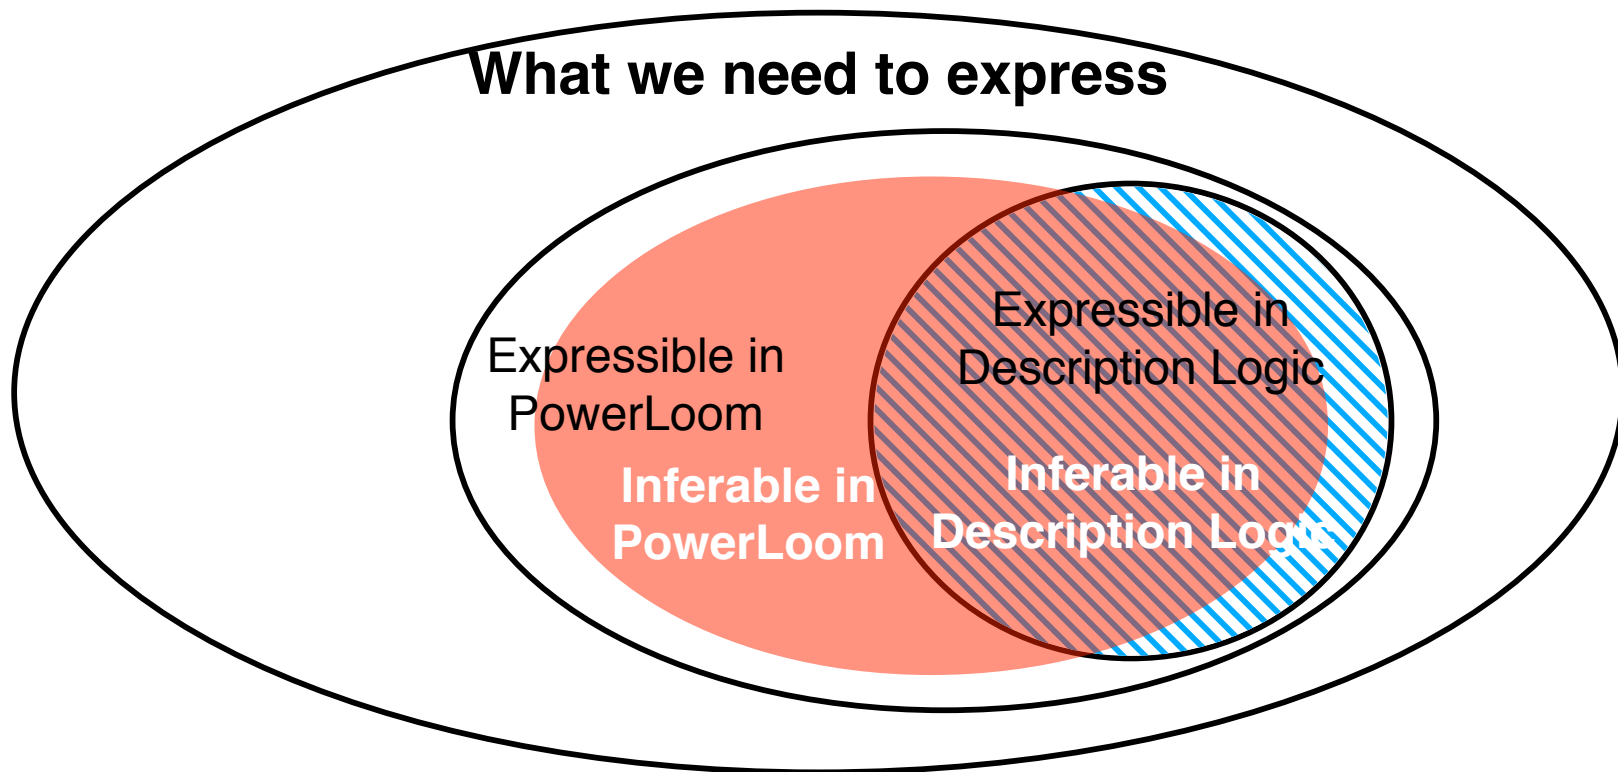 What we need to express
Expressible in
PowerLoom
Inferable in
PowerLoom
Expressible in
Description Logic
Inferable in
Description Logic